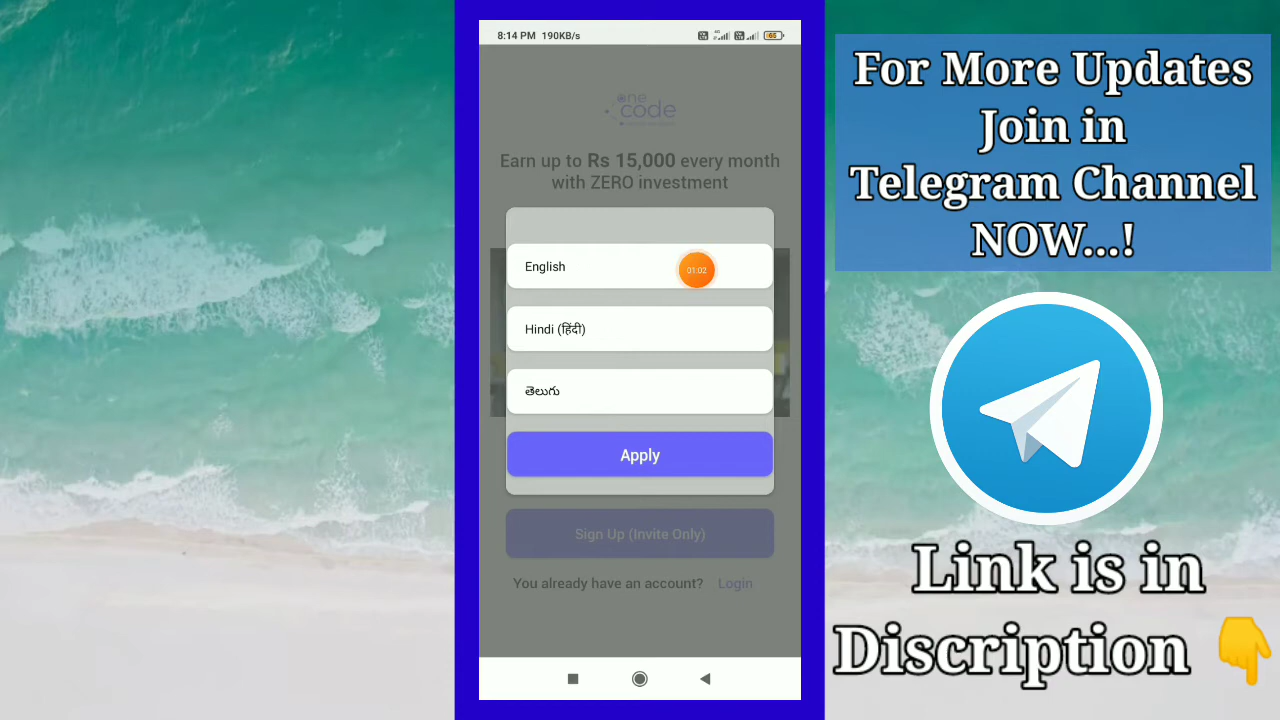 8:14 PM 190KB/s
4G
65
One
code
Earn up to Rs 15,000 every month
with ZERO investment
English
01:02
Hindi (हिंदी)
తెలుగు
Apply
Sign Up (Invite Only)
You already have an account? Login
For More Updates
Join in
Telegram Channel
NOW...!
Link is in
Discription 👇